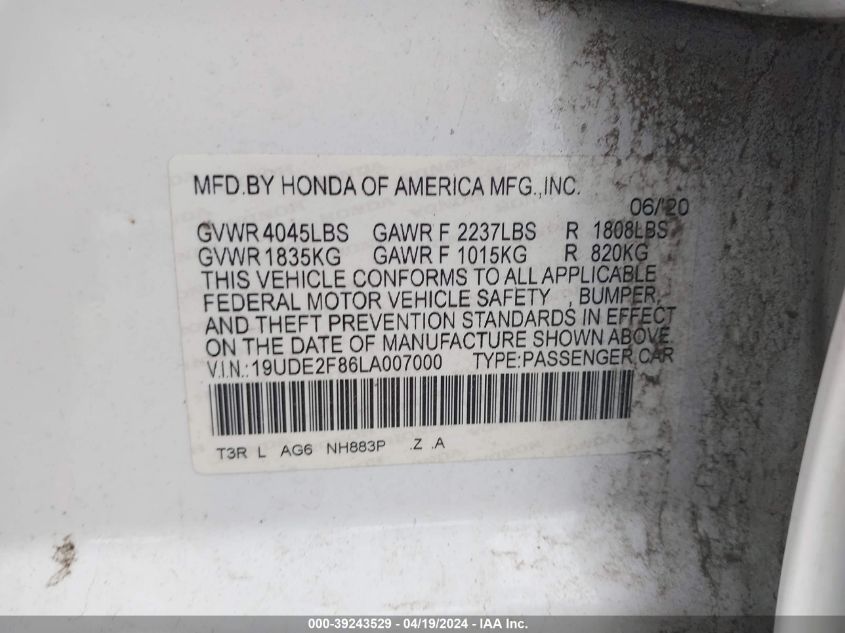 MFD.BY HONDA OF AMERICA MFG.,INC.
06/'20
GVWR 4045LBS GAWR F 2237LBS R 1808LBS
GVWR 1835KG GAWR F 1015KG R 820KG
THIS VEHICLE CONFORMS TO ALL APPLICABLE
FEDERAL MOTOR VEHICLE SAFETY , BUMPER,
AND THEFT PREVENTION STANDARDS IN EFFECT
ON THE DATE OF MANUFACTURE SHOWN ABOVE.
V.I.N.:19UDE2F86LA007000 TYPE:PASSENGER CAR
T3R L AG6 NH883P .Z .A
000-39243529 - 04/19/2024 - IAA Inc.